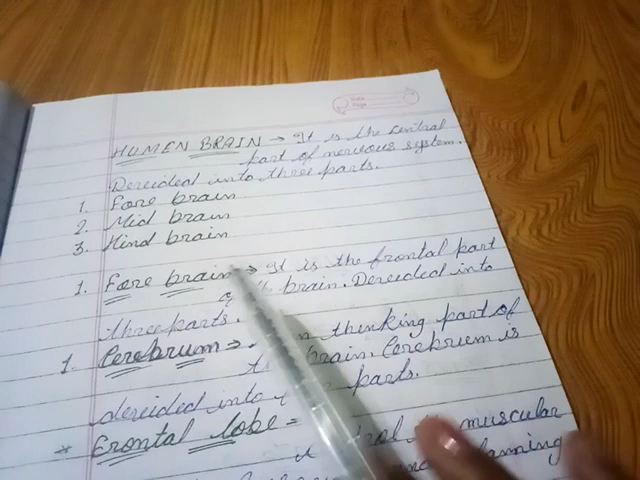 HUMEN BRAIN → It is the central
part of nervous system.
Dereided into three parts.
1. Fore brain
2. Mid brain
3. Hind brain
1. Fore brain → It is the frontal part
brain. Dereided into
three parts.
1. Cerebrum → thinking part of
brain. Cerebrum is
dereided into parts.
* Frontal lobe =
muscular